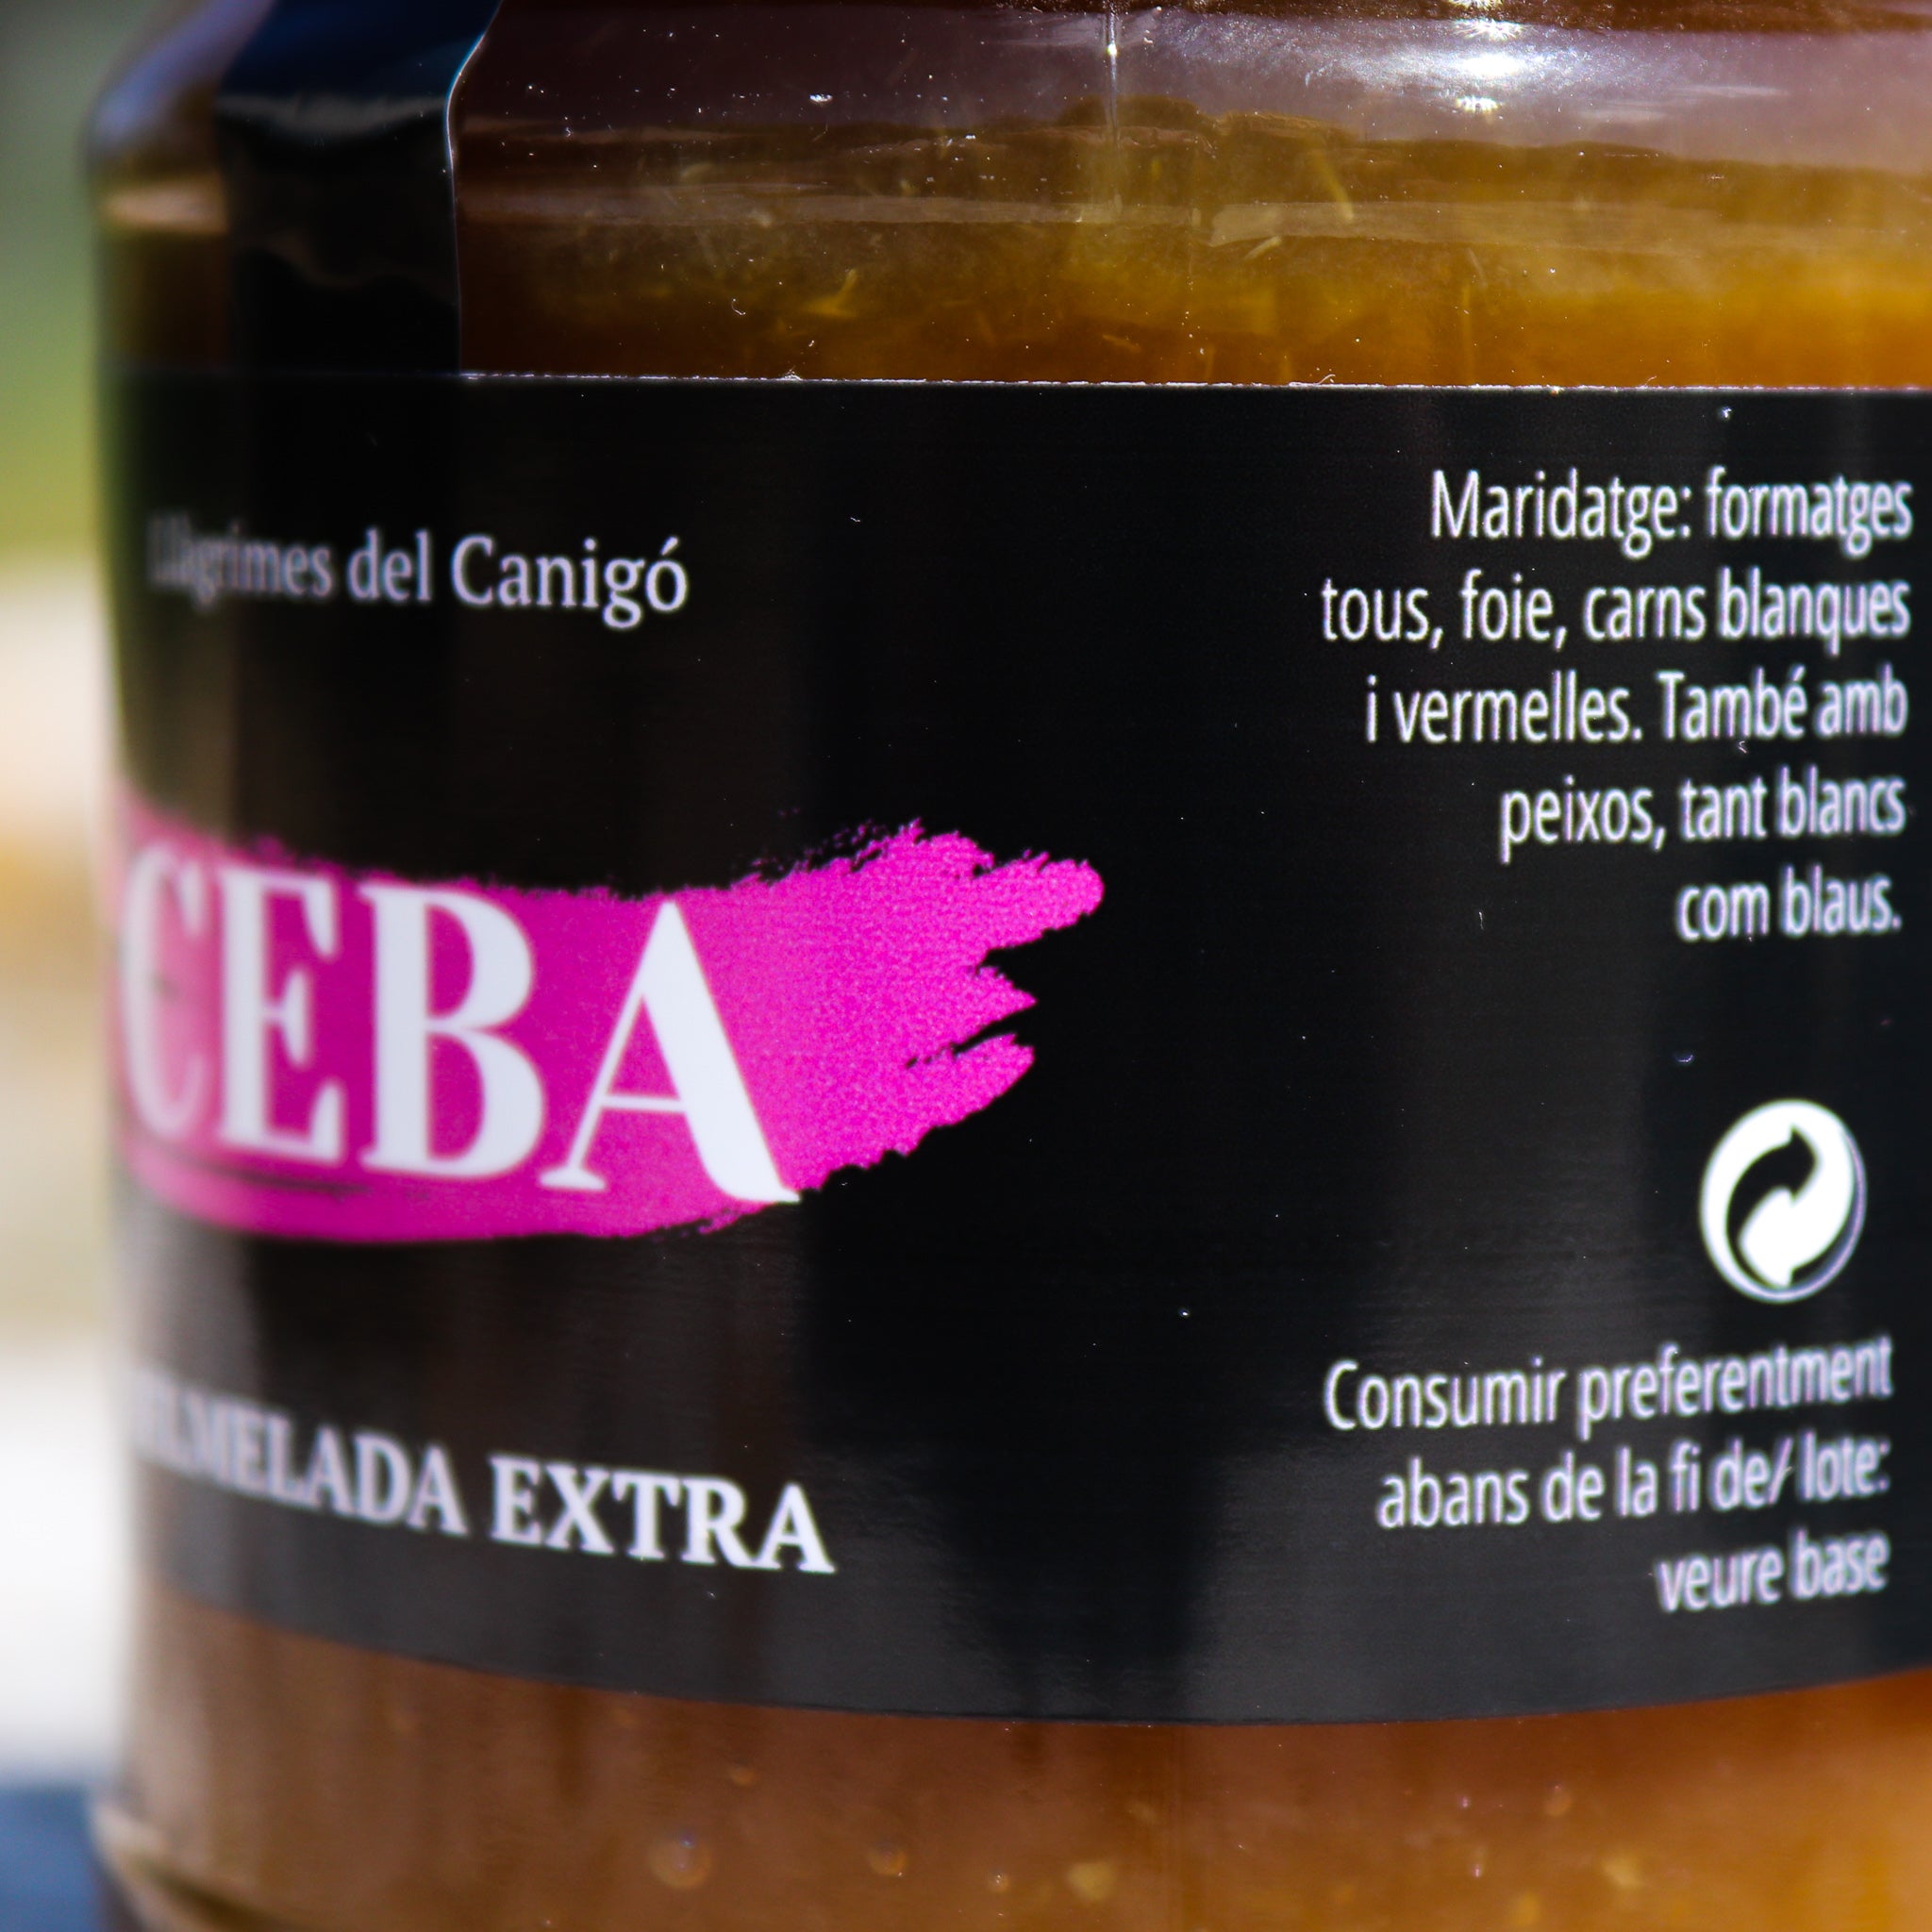 Llàgrimes del Canigó
CEBA
MELADA EXTRA
Maridatge: formatges
tous, foie, carns blanques
i vermelles. També amb
peixos, tant blancs
com blaus.
Consumir preferentment
abans de la fi de/ lote:
veure base